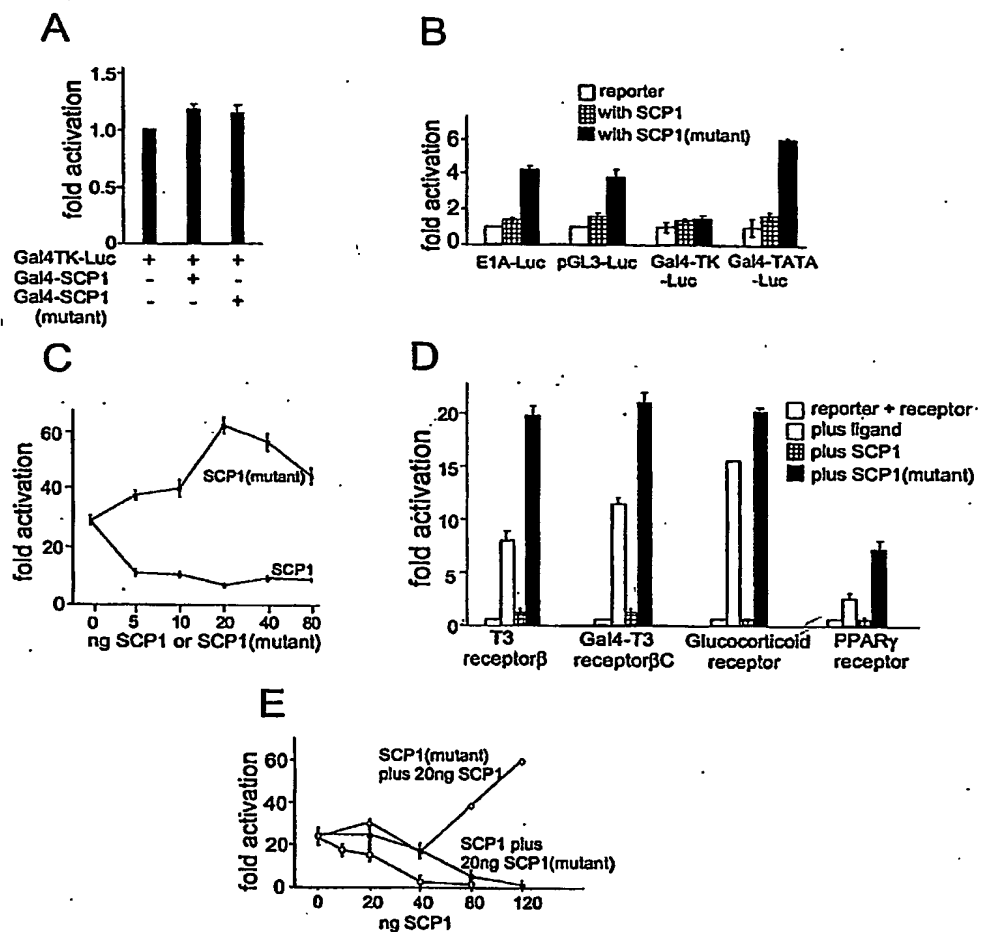 A
fold activation
1.5
1.0
0.5
0
Gal4TK-Luc + + +
Gal4-SCP1 - + -
Gal4-SCP1 - - +
(mutant)
B
reporter
with SCP1
with SCP1(mutant)
fold activation
6
4
2
0
E1A-Luc pGL3-Luc Gal4-TK Gal4-TATA
-Luc -Luc
C
fold activation
60
40
20
0
SCP1(mutant)
SCP1
0 5 10 20 40 80
ng SCP1 or SCP1(mutant)
D
reporter + receptor
plus ligand
plus SCP1
plus SCP1(mutant)
fold activation
20
15
10
5
0
T3 Gal4-T3 Glucocorticoid PPARγ
receptorβ receptorβC receptor receptor
E
SCP1(mutant)
plus 20ng SCP1
fold activation
60
40
20
0
SCP1 plus
20ng SCP1(mutant)
0 20 40 80 120
ng SCP1